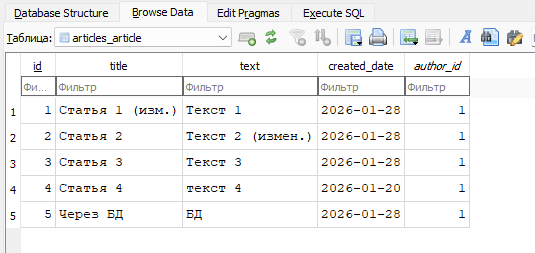 Database Structure Browse Data Edit Pragmas Execute SQL
Таблица: articles_article
id title text created_date author_id
Фи... Фильтр Фильтр Фильтр Фильтр
1 1 Статья 1 (изм.) Текст 1 2026-01-28 1
2 2 Статья 2 Текст 2 (измен.) 2026-01-28 1
3 3 Статья 3 Текст 3 2026-01-28 1
4 4 Статья 4 текст 4 2026-01-20 1
5 5 Через БД БД 2026-01-28 1